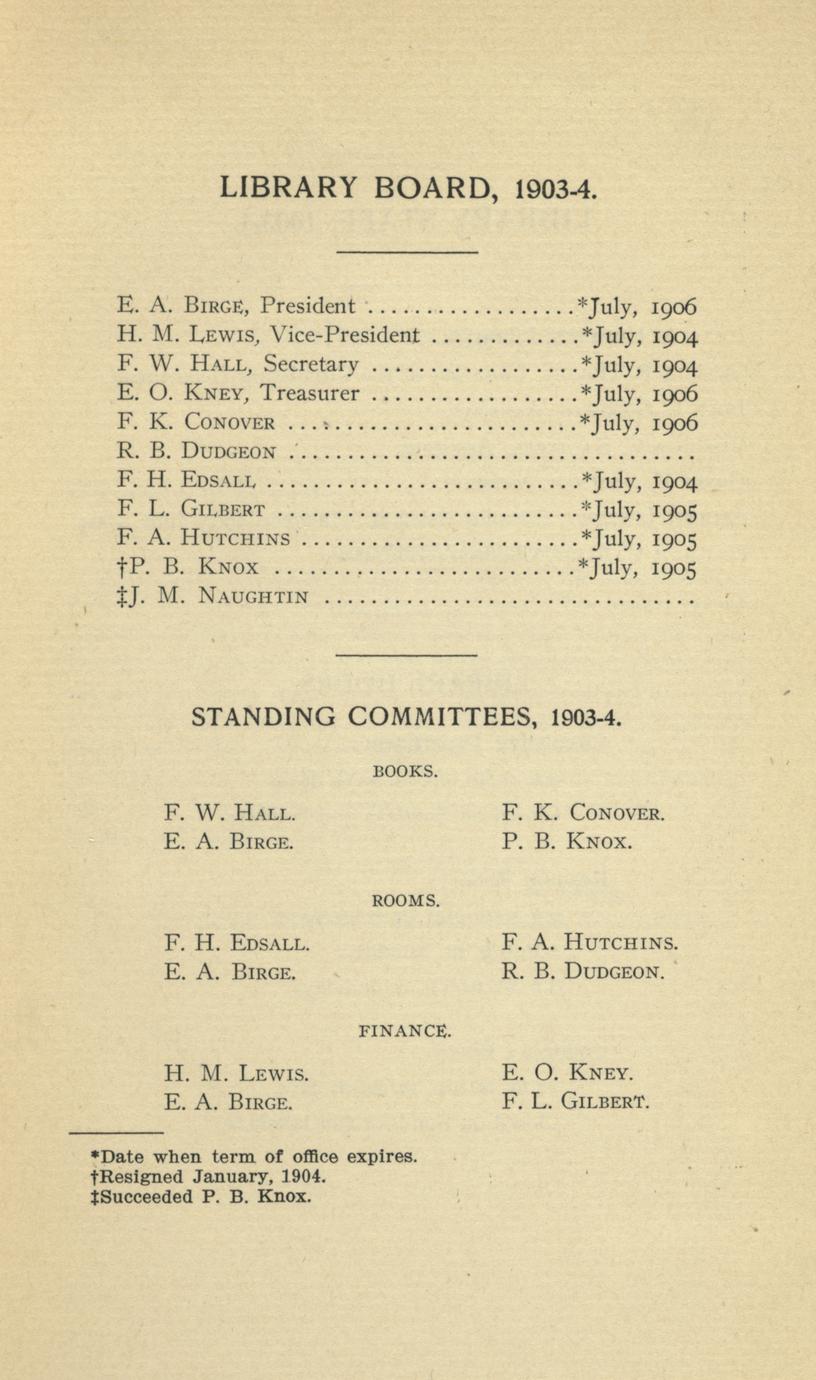 LIBRARY BOARD, 1903-4.
E. A. BIRGE, President ..................*July, 1906
H. M. LEWIS, Vice-President .............*July, 1904
F. W. HALL, Secretary ..................*July, 1904
E. O. KNEY, Treasurer ..................*July, 1906
F. K. CONOVER .........................*July, 1906
R. B. DUDGEON ...................................
F. H. EDSALL ...........................*July, 1904
F. L. GILBERT ..........................*July, 1905
F. A. HUTCHINS ........................*July, 1905
†P. B. KNOX ..........................*July, 1905
‡J. M. NAUGHTIN ................................
STANDING COMMITTEES, 1903-4.
BOOKS.
F. W. HALL. F. K. CONOVER.
E. A. BIRGE. P. B. KNOX.
ROOMS.
F. H. EDSALL. F. A. HUTCHINS.
E. A. BIRGE. R. B. DUDGEON.
FINANCE.
H. M. LEWIS. E. O. KNEY.
E. A. BIRGE. F. L. GILBERT.
*Date when term of office expires.
†Resigned January, 1904.
‡Succeeded P. B. Knox.